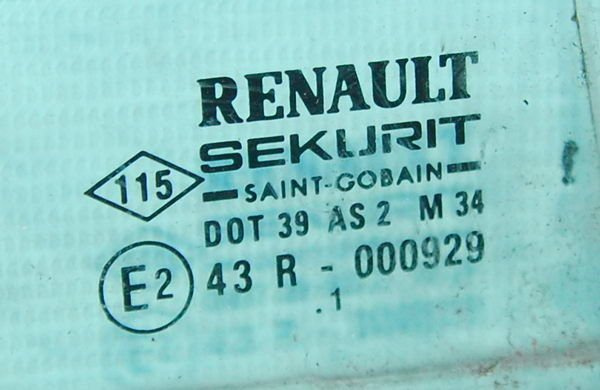 RENAULT
SEKURIT
SAINT-GOBAIN
115
DOT 39 AS 2 M 34
E2
43 R - 000929
.1